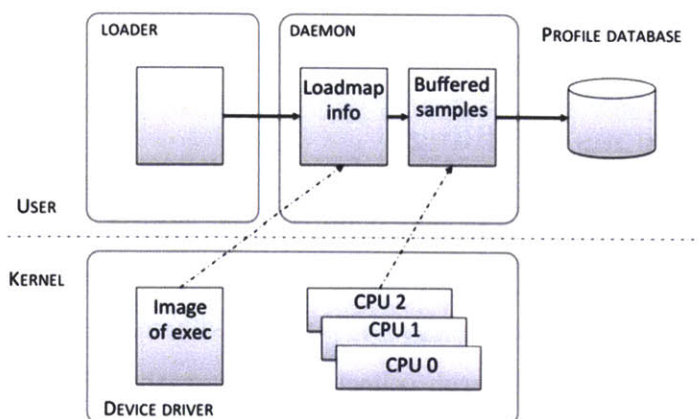 LOADER
DAEMON
PROFILE DATABASE
Loadmap
info
Buffered
samples
USER
KERNEL
Image
of exec
CPU 2
CPU 1
CPU 0
DEVICE DRIVER